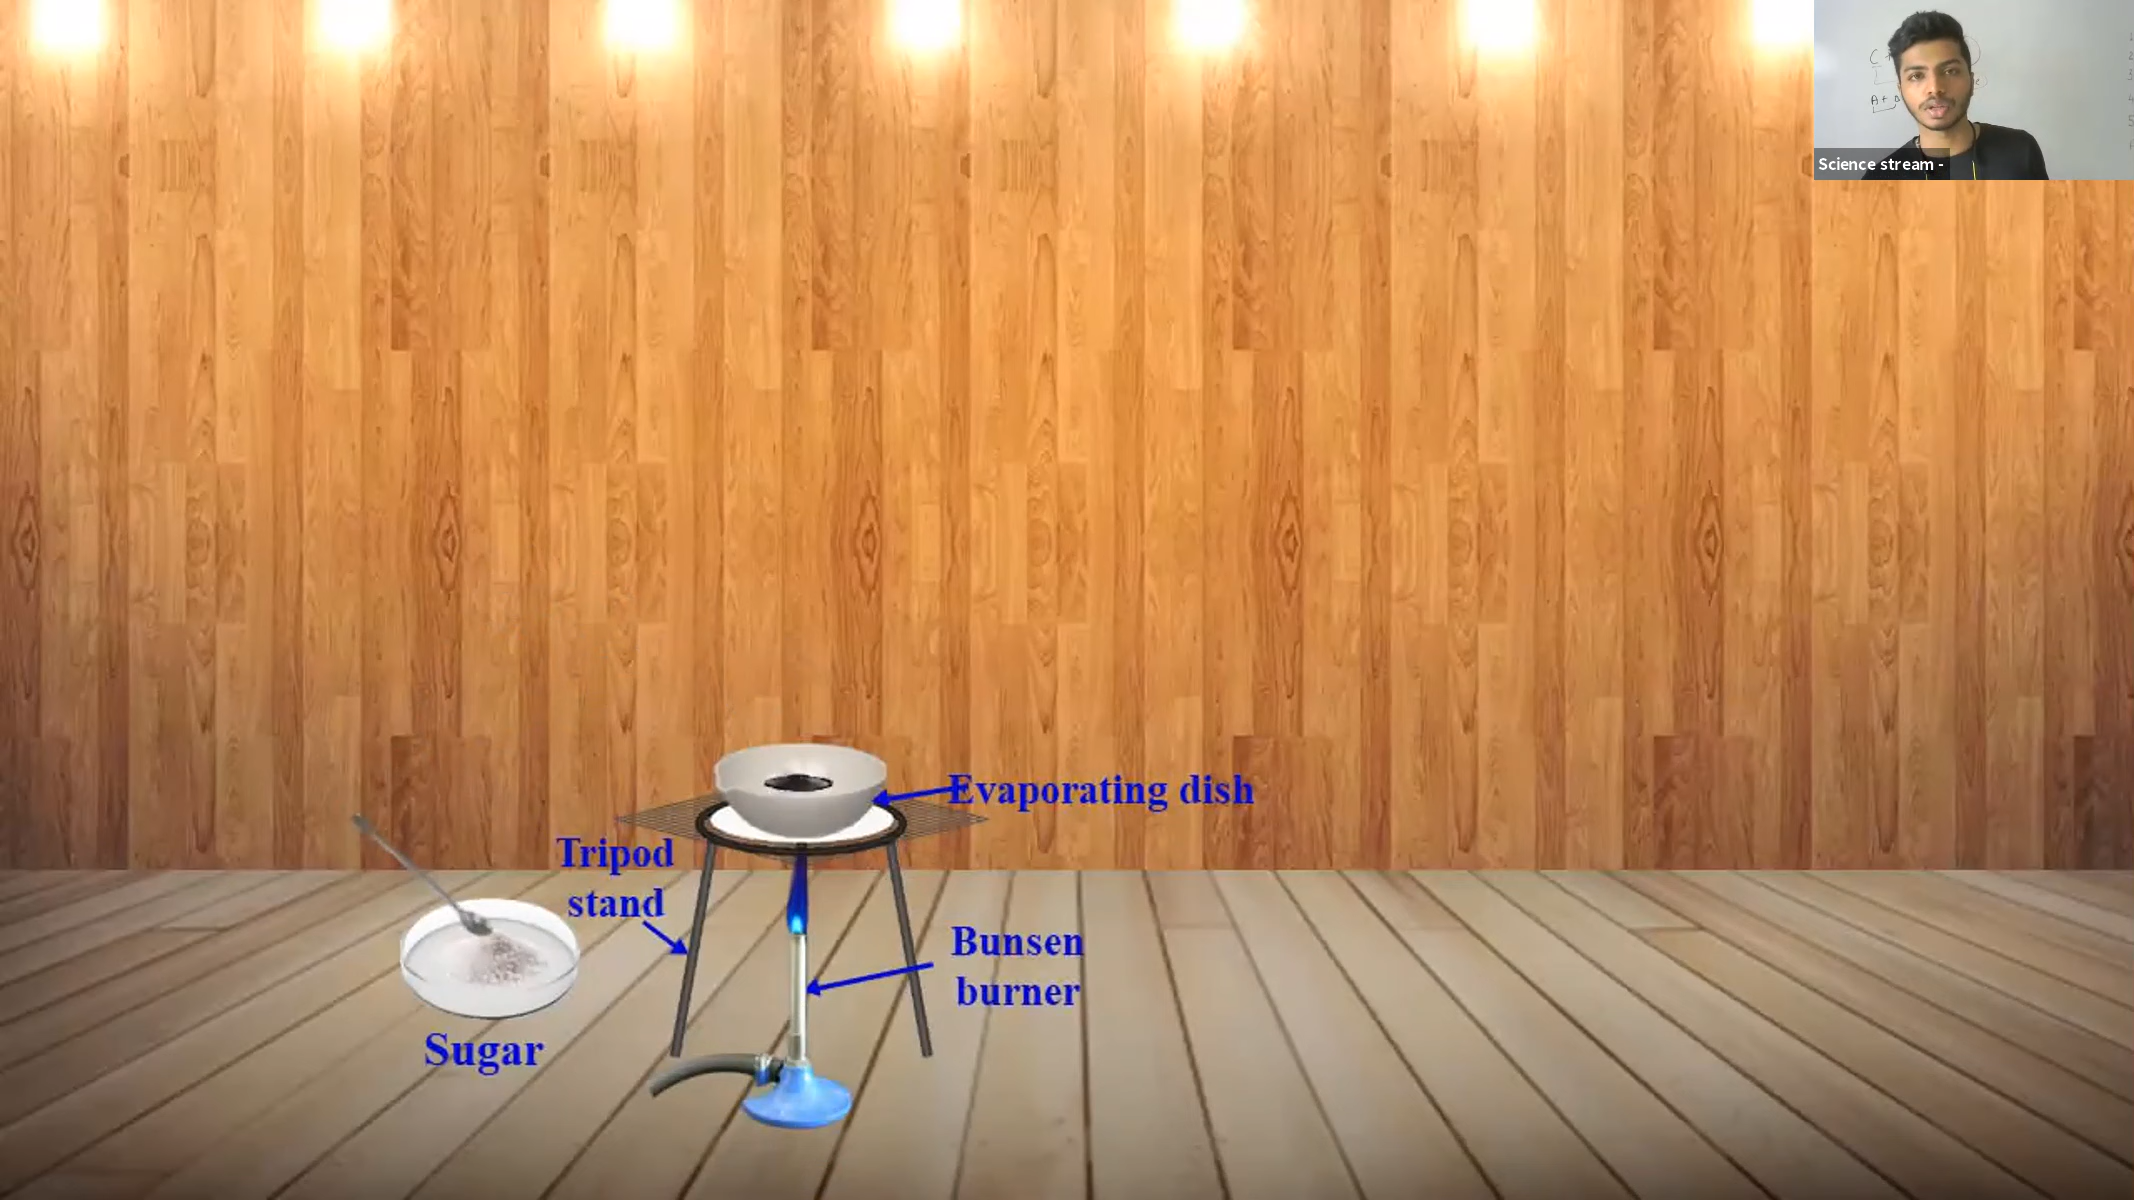 Science stream -
Evaporating dish
Tripod
stand
Bunsen
burner
Sugar